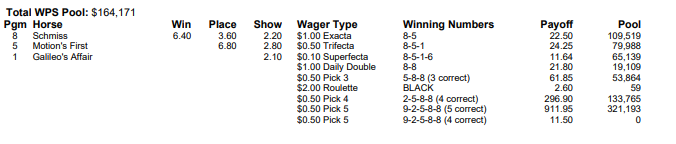 Total WPS Pool: $164,171
Pgm Horse Win Place Show Wager Type Winning Numbers Payoff Pool
8 Schmiss 6.40 3.60 2.20 $1.00 Exacta 8-5 22.50 109,519
5 Motion's First 6.80 2.80 $0.50 Trifecta 8-5-1 24.25 79,988
1 Galileo's Affair 2.10 $0.10 Superfecta 8-5-1-6 11.64 65,139
$1.00 Daily Double 8-8 21.80 19,109
$0.50 Pick 3 5-8-8 (3 correct) 61.85 53,864
$2.00 Roulette BLACK 2.60 59
$0.50 Pick 4 2-5-8-8 (4 correct) 296.90 133,765
$0.50 Pick 5 9-2-5-8-8 (5 correct) 911.95 321,193
$0.50 Pick 5 9-2-5-8-8 (4 correct) 11.50 0